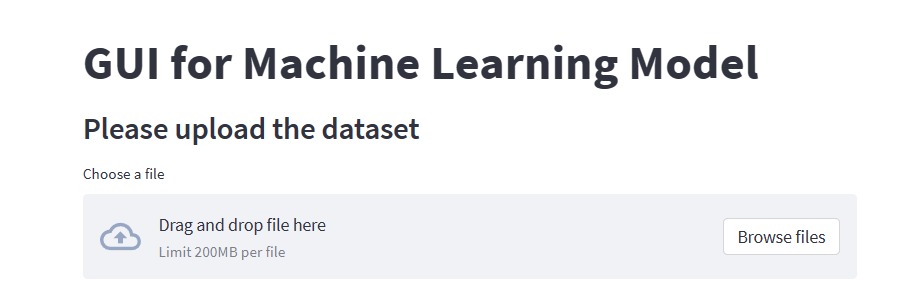 GUI for Machine Learning Model
Please upload the dataset
Choose a file
Drag and drop file here
Limit 200MB per file
Browse files